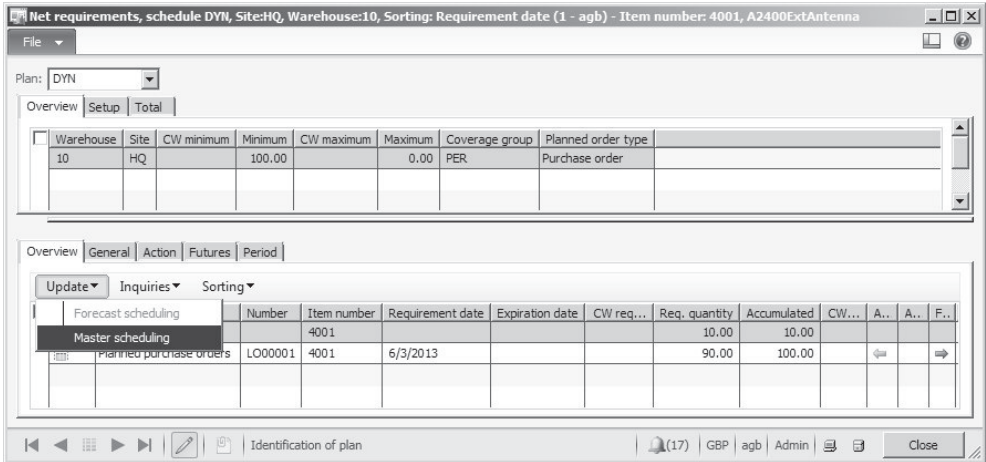 Net requirements, schedule DYN, Site:HQ, Warehouse:10, Sorting: Requirement date (1 - agb) - Item number: 4001, A2400ExtAntenna
File
Plan: DYN
Overview Setup Total
Warehouse Site CW minimum Minimum CW maximum Maximum Coverage group Planned order type
10 HQ 100.00 0.00 PER Purchase order
Overview General Action Futures Period
Update Inquiries Sorting
Forecast scheduling Number Item number Requirement date Expiration date CW req... Req. quantity Accumulated CW... A.. A.. F..
Master scheduling 4001 10.00 10.00
Planned purchase orders LO00001 4001 6/3/2013 90.00 100.00
Identification of plan (17) GBP agb Admin Close